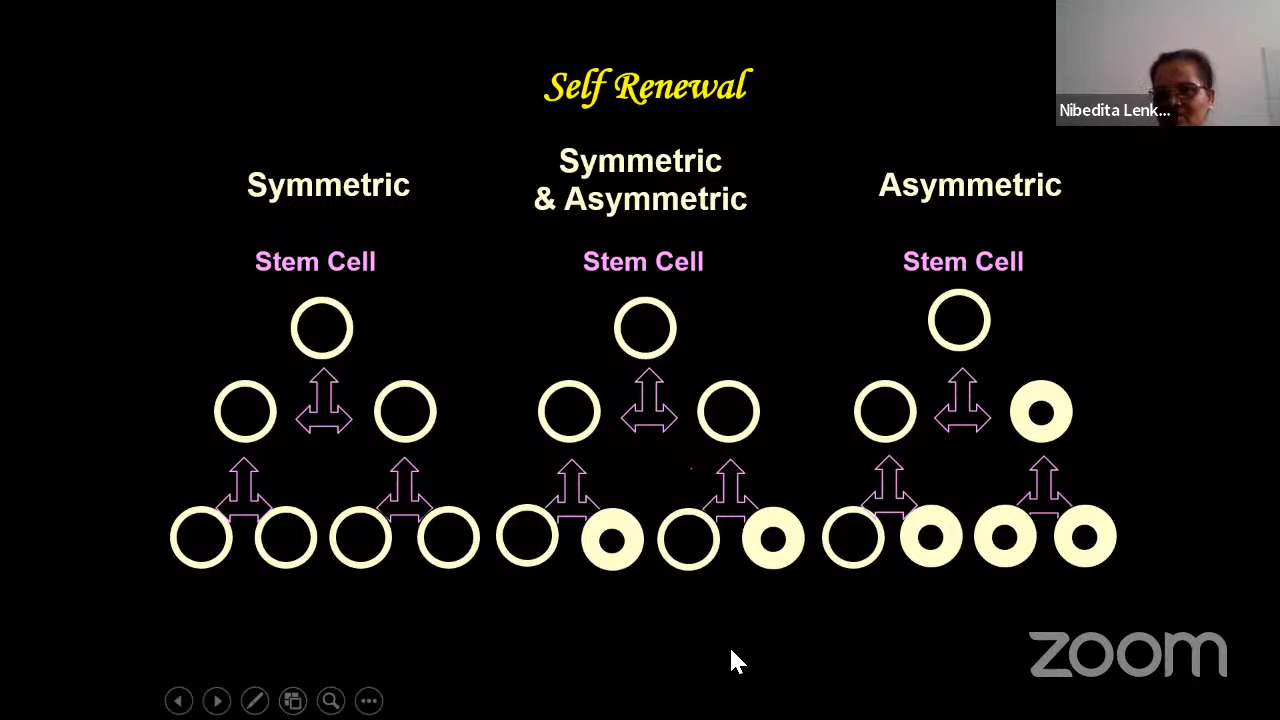 Self Renewal
Nibedita Lenk...
Symmetric
Symmetric
& Asymmetric
Asymmetric
Stem Cell
Stem Cell
Stem Cell
zoom